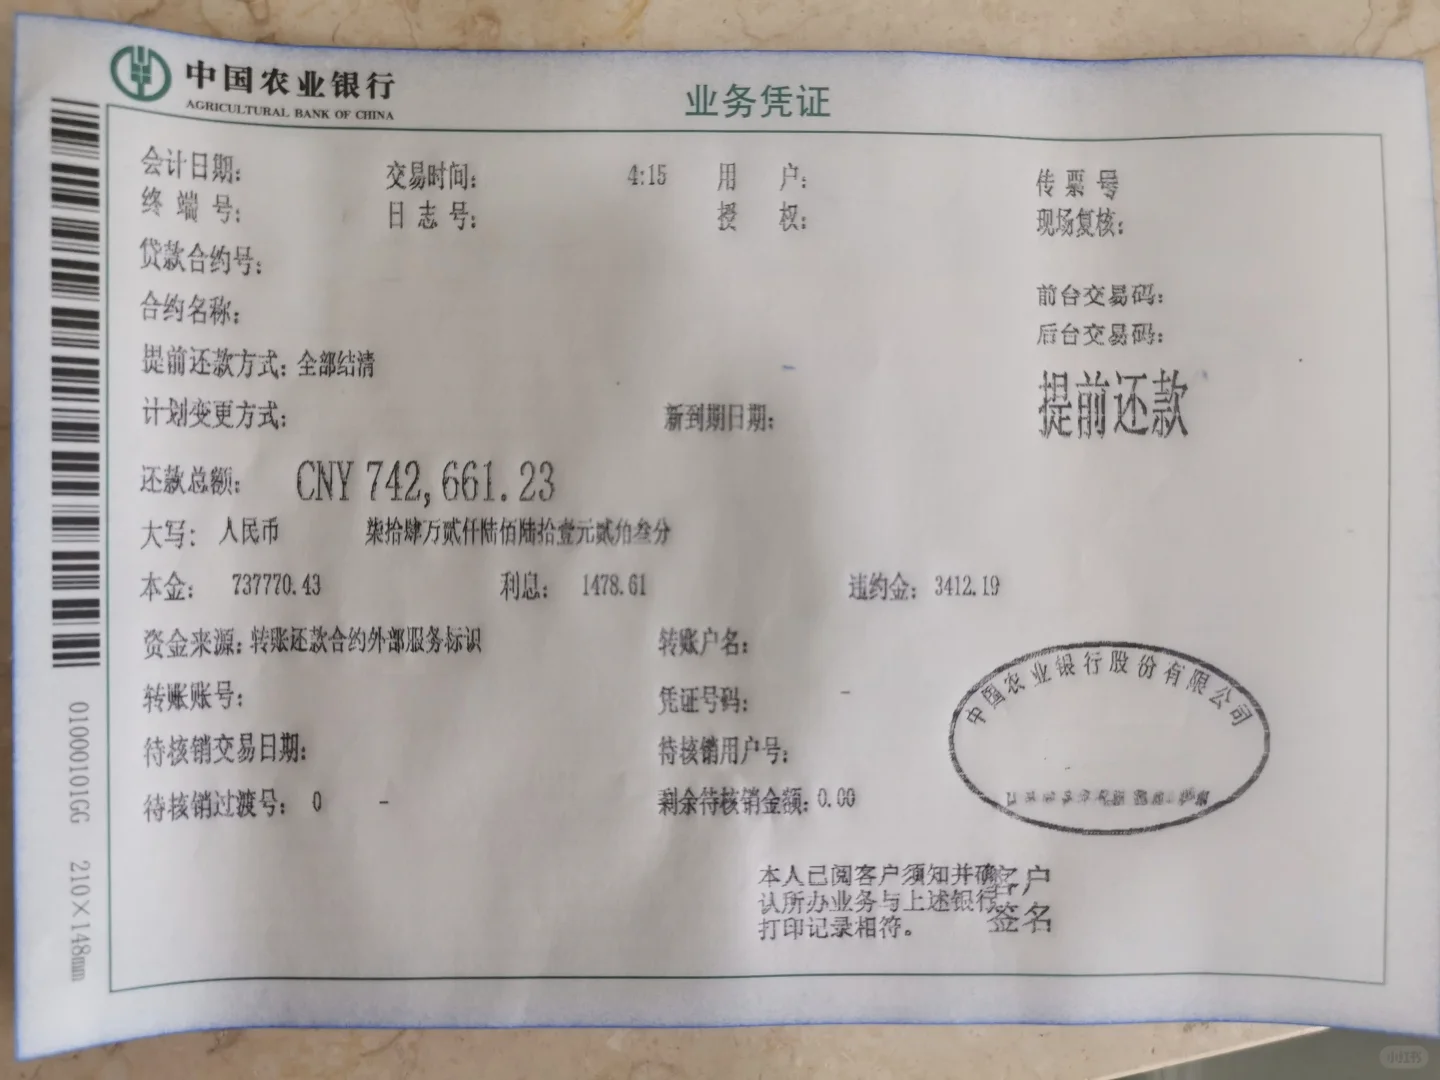 中国农业银行
AGRICULTURAL BANK OF CHINA
业务凭证
会计日期: 交易时间: 4:15 用 户: 传 票 号
终 端 号: 日 志 号: 授 权: 现场复核:
贷款合约号:
合约名称: 前台交易码:
后台交易码:
提前还款方式: 全部结清 提前还款
计划变更方式: 新到期日期:
还款总额: CNY 742,661.23
大写: 人民币 柒拾肆万贰仟陆佰陆拾壹元贰角叁分
本金: 737770.43 利息: 1478.61 违约金: 3412.19
资金来源: 转账还款合约外部服务标识 转账户名:
转账账号: 凭证号码: -
待核销交易日期: 待核销用户号:
待核销过渡号: 0 - 剩余待核销金额: 0.00
中国农业银行股份有限公司
本人已阅客户须知并确
认所办业务与上述银行
打印记录相符。
客户
签名
01000101GG 210×148mm
小红书